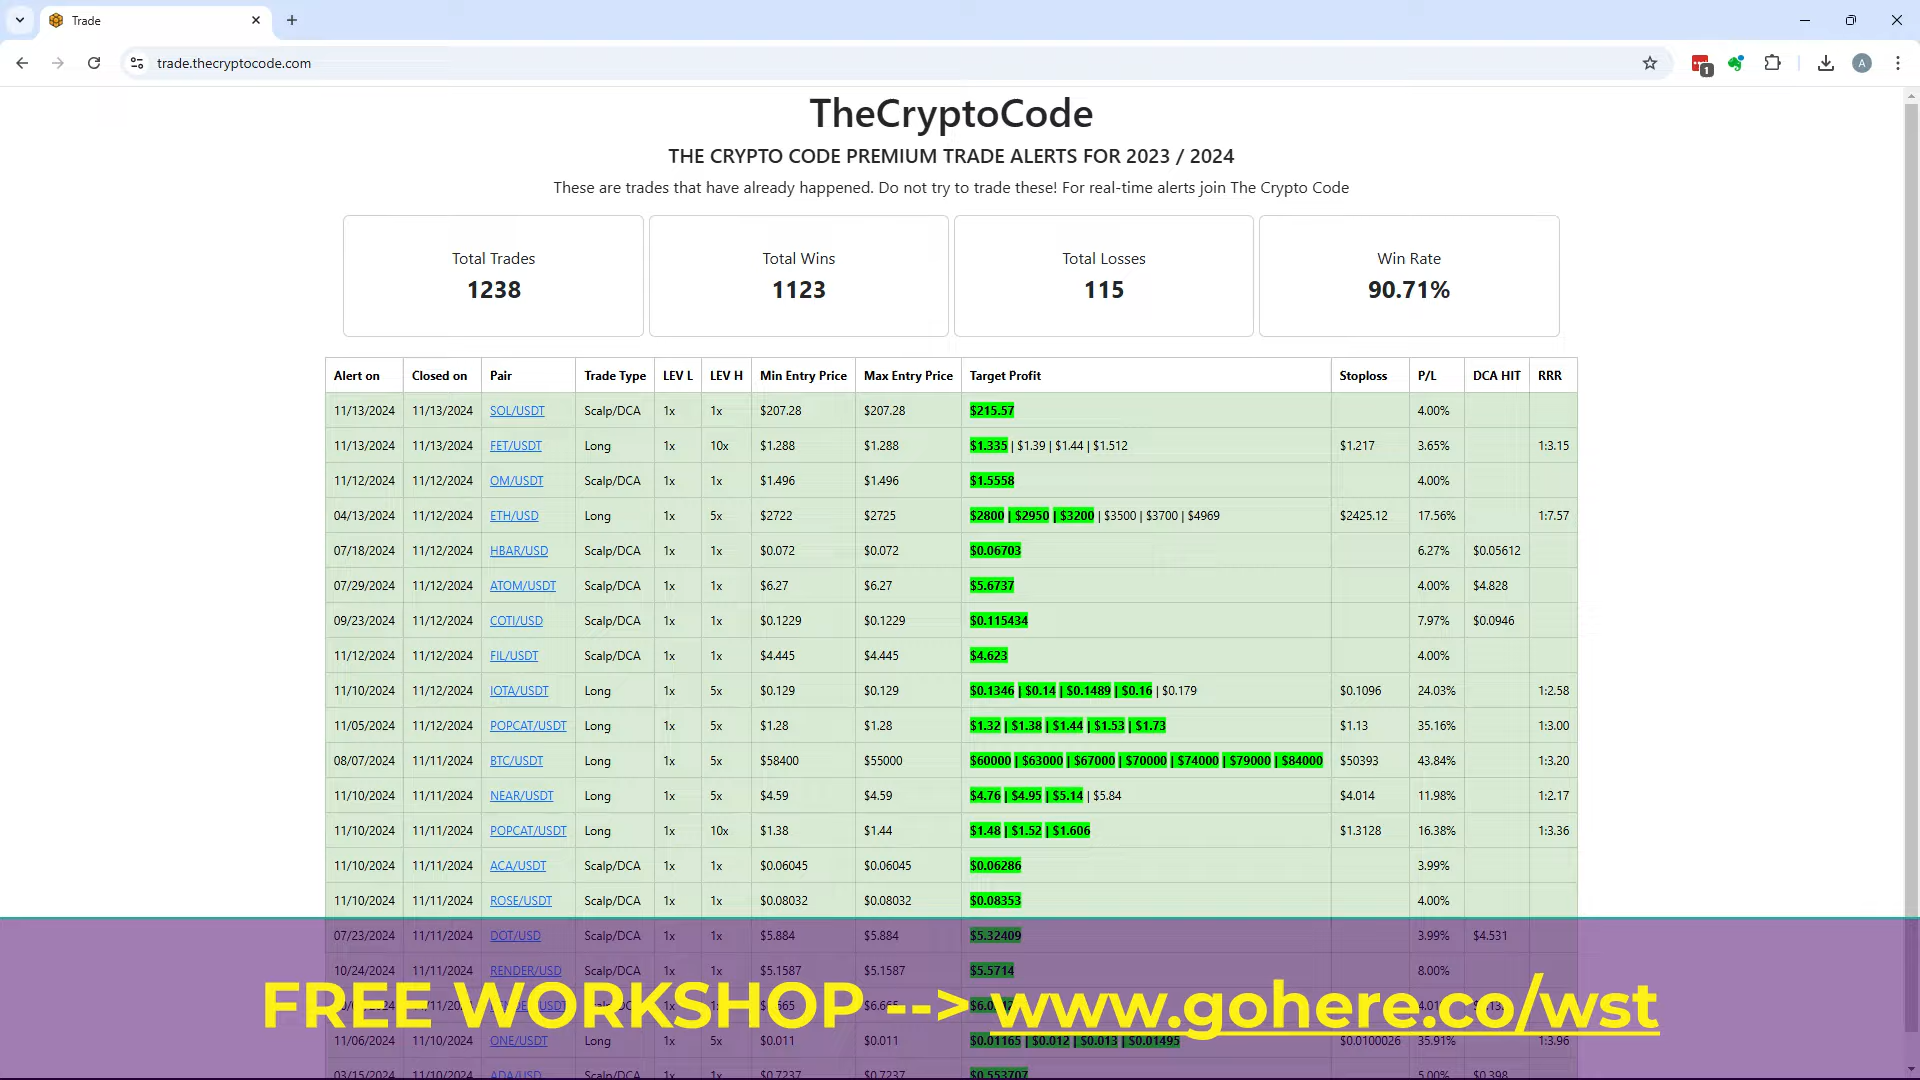 Trade
trade.thecryptocode.com
1
A
TheCryptoCode
THE CRYPTO CODE PREMIUM TRADE ALERTS FOR 2023 / 2024
These are trades that have already happened. Do not try to trade these! For real-time alerts join The Crypto Code
Total Trades Total Wins Total Losses Win Rate
1238 1123 115 90.71%
Alert on Closed on Pair Trade Type LEV L LEV H Min Entry Price Max Entry Price Target Profit Stoploss P/L DCA HIT RRR
11/13/2024 11/13/2024 SOL/USDT Scalp/DCA 1x 1x $207.28 $207.28 $215.57 4.00%
11/13/2024 11/13/2024 FET/USDT Long 1x 10x $1.288 $1.288 $1.335 | $1.39 | $1.44 | $1.512 $1.217 3.65% 1:3.15
11/12/2024 11/12/2024 OM/USDT Scalp/DCA 1x 1x $1.496 $1.496 $1.5558 4.00%
04/13/2024 11/12/2024 ETH/USD Long 1x 5x $2722 $2725 $2800 | $2950 | $3200 | $3500 | $3700 | $4969 $2425.12 17.56% 1:7.57
07/18/2024 11/12/2024 HBAR/USD Scalp/DCA 1x 1x $0.072 $0.072 $0.06703 6.27% $0.05612
07/29/2024 11/12/2024 ATOM/USDT Scalp/DCA 1x 1x $6.27 $6.27 $5.6737 4.00% $4.828
09/23/2024 11/12/2024 COTI/USD Scalp/DCA 1x 1x $0.1229 $0.1229 $0.115434 7.97% $0.0946
11/12/2024 11/12/2024 FIL/USDT Scalp/DCA 1x 1x $4.445 $4.445 $4.623 4.00%
11/10/2024 11/12/2024 IOTA/USDT Long 1x 5x $0.129 $0.129 $0.1346 | $0.14 | $0.1489 | $0.16 | $0.179 $0.1096 24.03% 1:2.58
11/05/2024 11/12/2024 POPCAT/USDT Long 1x 5x $1.28 $1.28 $1.32 | $1.38 | $1.44 | $1.53 | $1.73 $1.13 35.16% 1:3.00
08/07/2024 11/11/2024 BTC/USDT Long 1x 5x $58400 $55000 $60000 | $63000 | $67000 | $70000 | $74000 | $79000 | $84000 $50393 43.84% 1:3.20
11/10/2024 11/11/2024 NEAR/USDT Long 1x 5x $4.59 $4.59 $4.76 | $4.95 | $5.14 | $5.84 $4.014 11.98% 1:2.17
11/10/2024 11/11/2024 POPCAT/USDT Long 1x 10x $1.38 $1.44 $1.48 | $1.52 | $1.606 $1.3128 16.38% 1:3.36
11/10/2024 11/11/2024 ACA/USDT Scalp/DCA 1x 1x $0.06045 $0.06045 $0.06286 3.99%
11/10/2024 11/11/2024 ROSE/USDT Scalp/DCA 1x 1x $0.08032 $0.08032 $0.08353 4.00%
07/23/2024 11/11/2024 DOT/USD Scalp/DCA 1x 1x $5.884 $5.884 $5.32409 3.99% $4.531
10/24/2024 11/11/2024 RENDER/USD Scalp/DCA 1x 1x $5.1587 $5.1587 $5.5714 8.00%
FREE WORKSHOP --> www.gohere.co/wst
11/06/2024 11/10/2024 ONE/USDT Long 1x 5x $0.011 $0.011 $0.01165 | $0.012 | $0.013 | $0.01495 $0.0100026 35.91% 1:3.96
03/15/2024 11/10/2024 ADA/USD Scalp/DCA 1x 1x $0.7237 $0.7237 $0.553707 5.00% $0.398